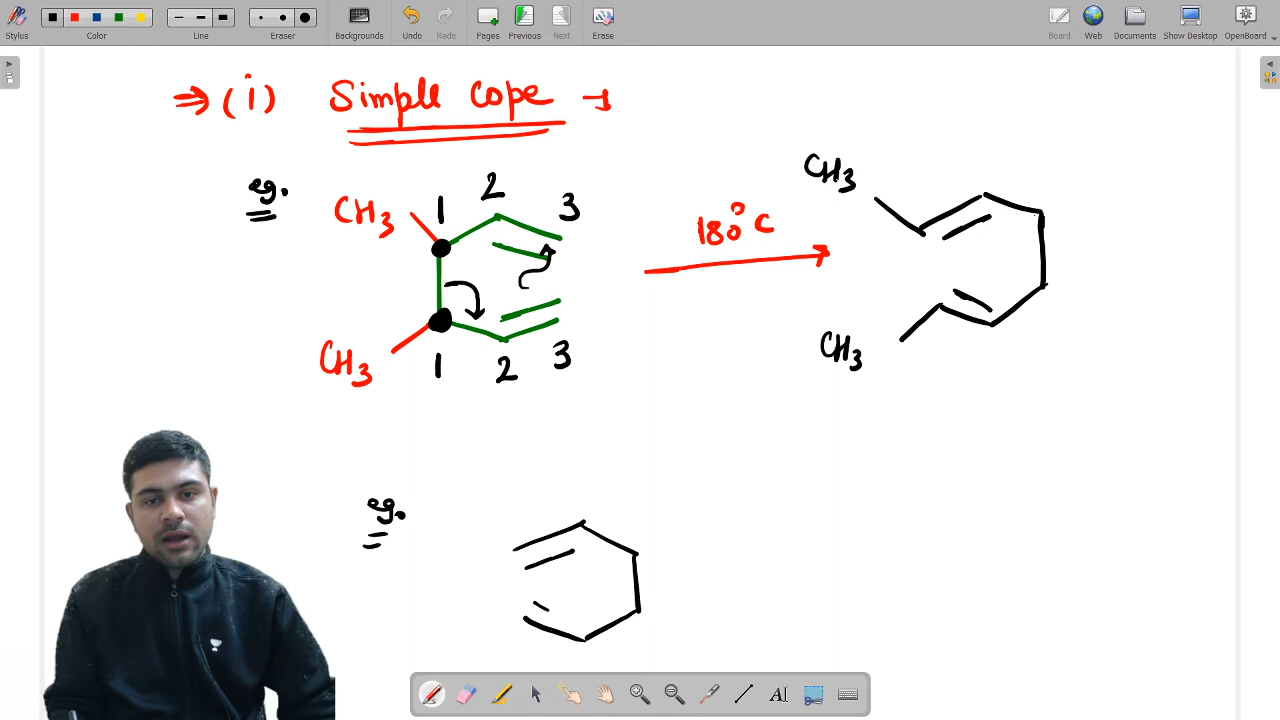 Stylus Color Line Eraser Backgrounds Undo Redo Pages Previous Next Erase Board Web Documents Show Desktop OpenBoard
⇒ (i) Simple Cope →
eg.
CH3 1 2 3
180°C
CH3
CH3 1 2 3
CH3
eg.
AI